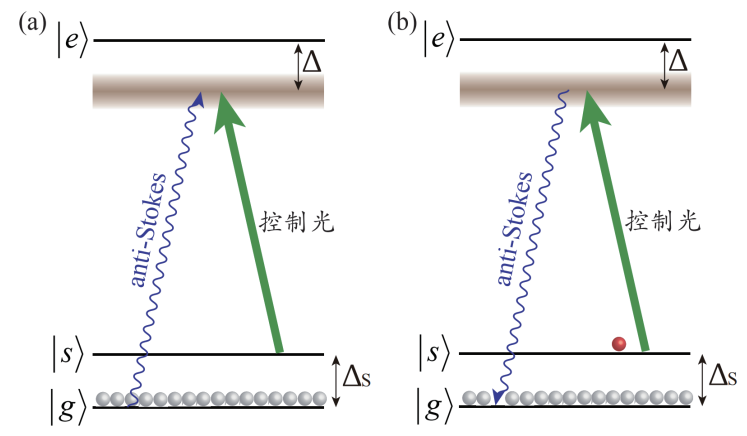 (a)
|e⟩
Δ
anti-Stokes
控制光
|s⟩
Δs
|g⟩
(b)
|e⟩
Δ
anti-Stokes
控制光
|s⟩
Δs
|g⟩